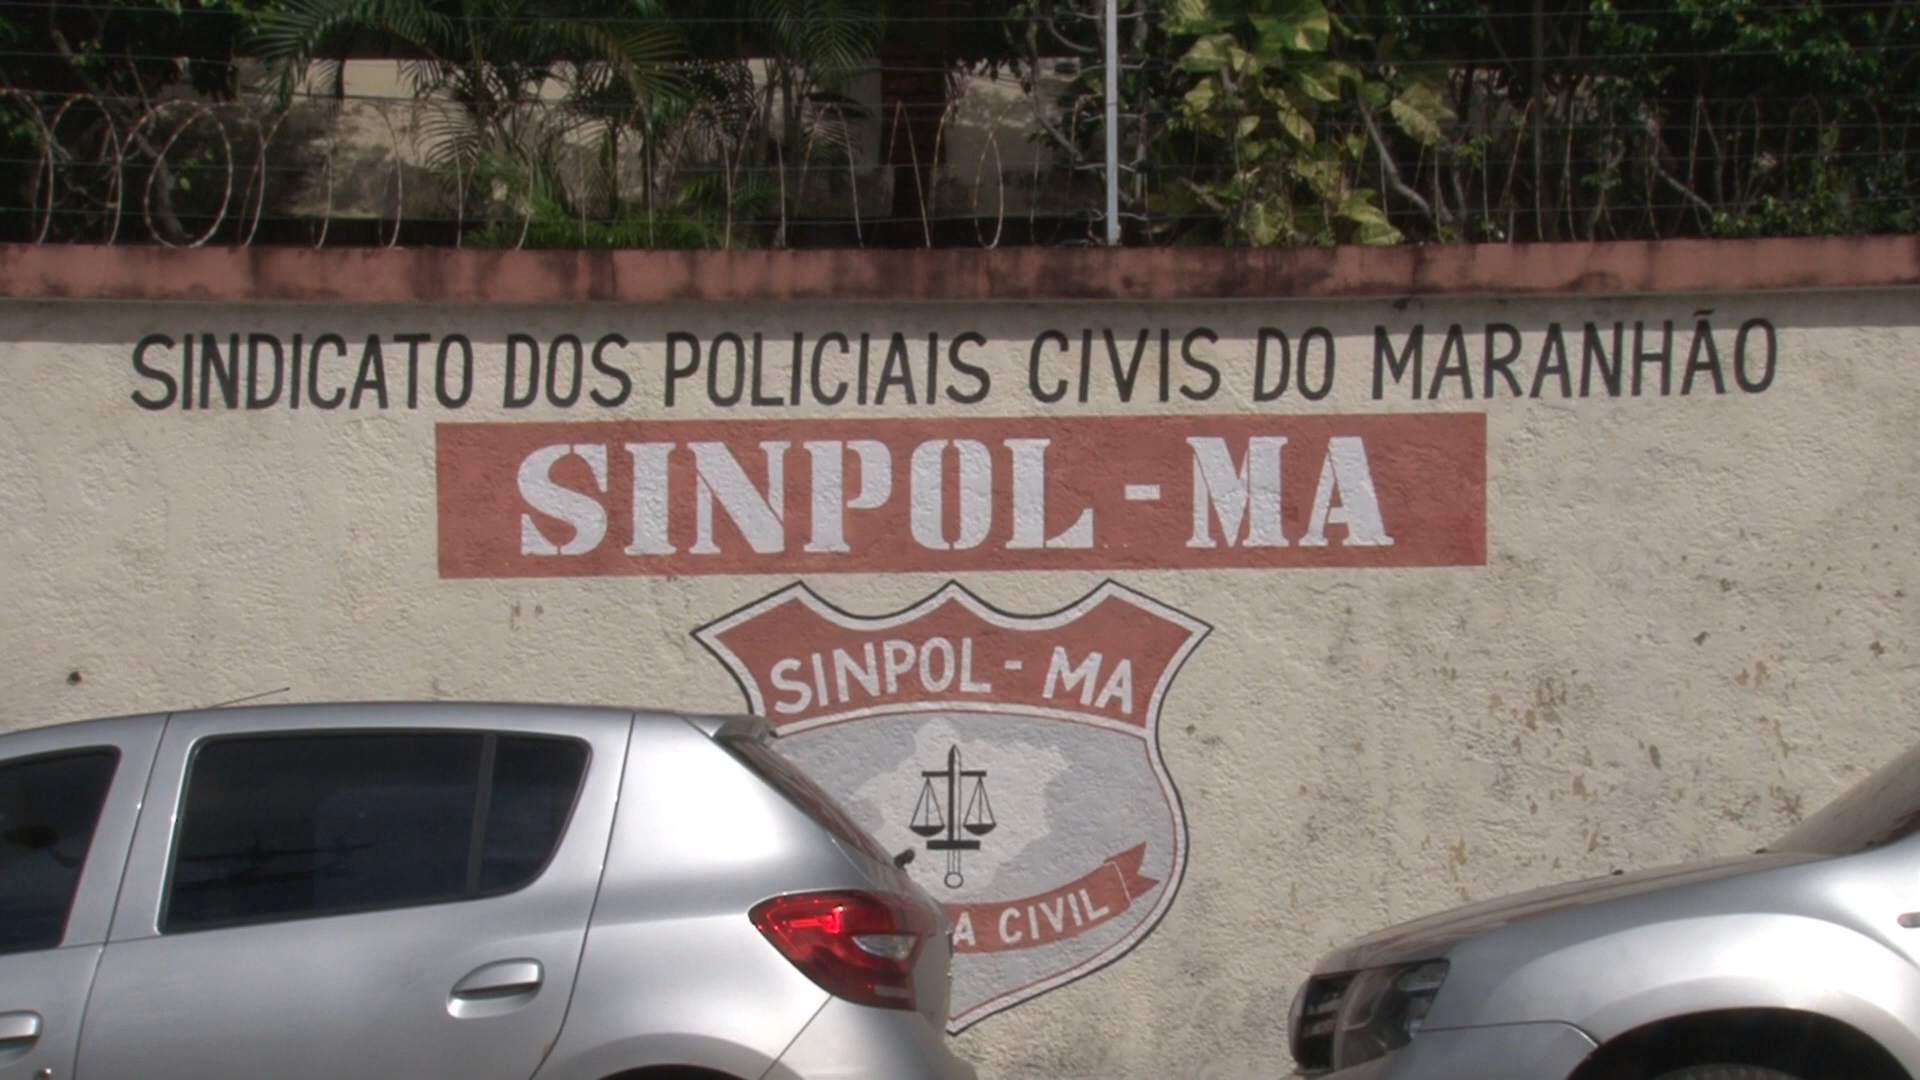 SINDICATO DOS POLICIAIS CIVIS DO MARANHÃO
SINPOL - MA
SINPOL - MA
A CIVIL